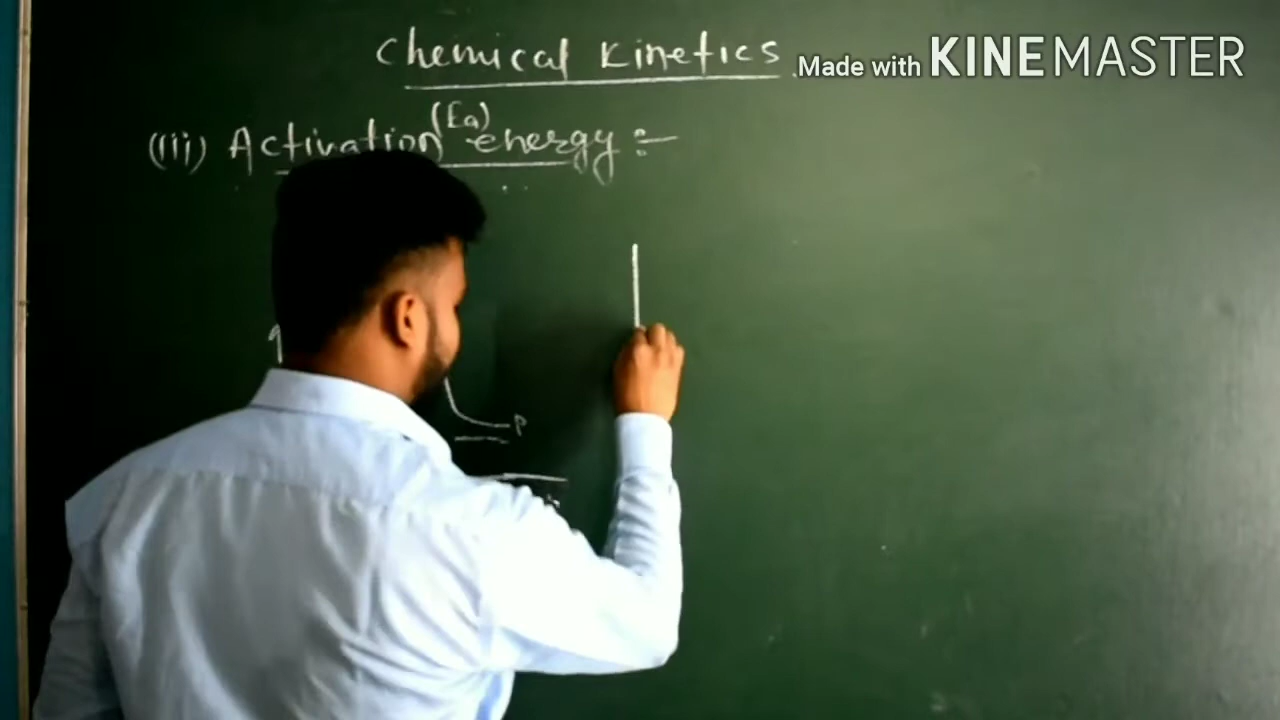 Chemical Kinetics
Made with KINEMASTER
(Ea)
(iii) Activation energy :-
P